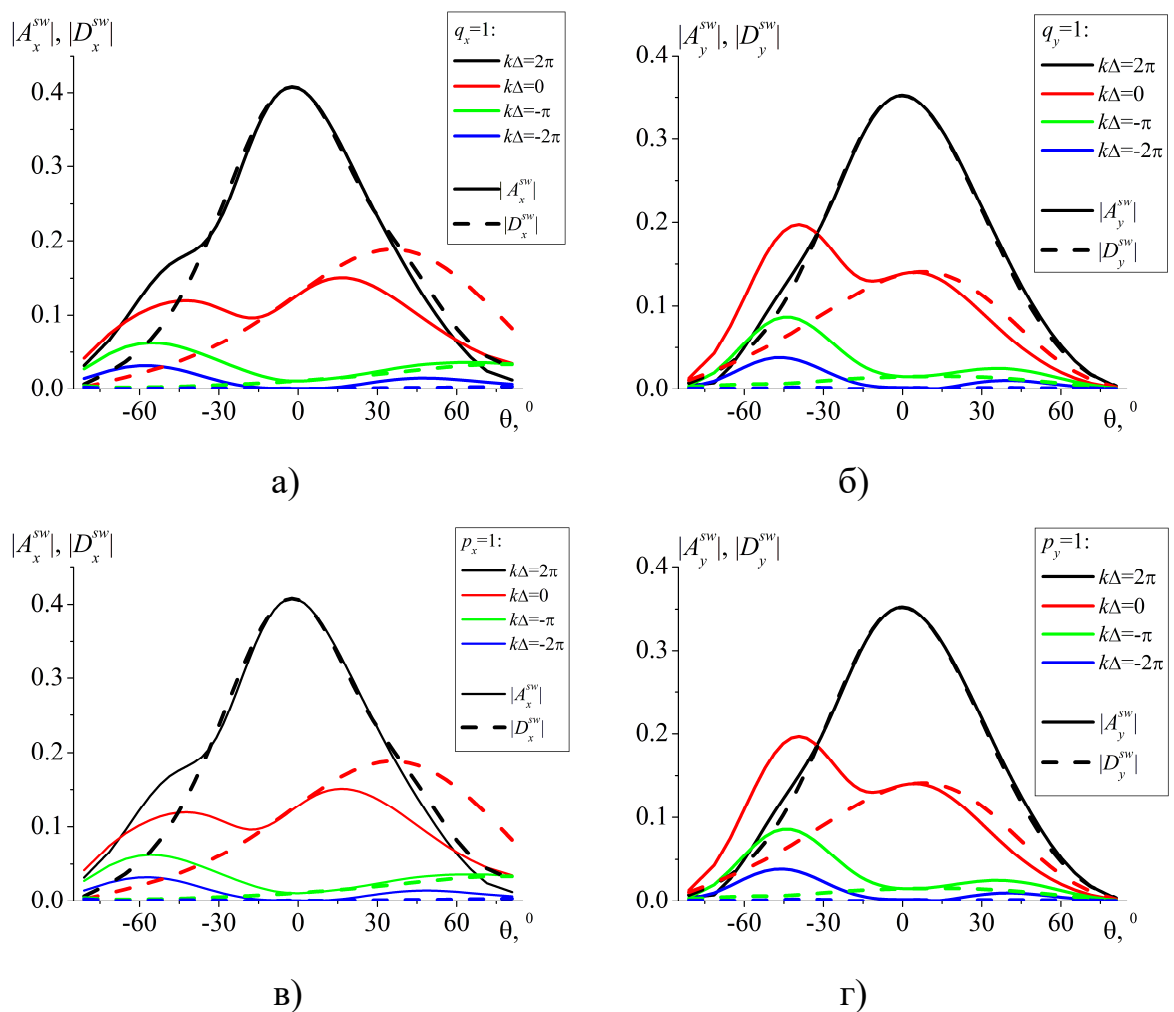 |A_x^{sw}|, |D_x^{sw}|
q_x=1:
kΔ=2π
kΔ=0
kΔ=-π
kΔ=-2π
|A_x^{sw}|
|D_x^{sw}|
0.4
0.3
0.2
0.1
0.0
-60 -30 0 30 60 θ, ⁰
а)
|A_y^{sw}|, |D_y^{sw}|
q_y=1:
kΔ=2π
kΔ=0
kΔ=-π
kΔ=-2π
|A_y^{sw}|
|D_y^{sw}|
0.4
0.3
0.2
0.1
0.0
-60 -30 0 30 60 θ, ⁰
б)
|A_x^{sw}|, |D_x^{sw}|
p_x=1:
kΔ=2π
kΔ=0
kΔ=-π
kΔ=-2π
|A_x^{sw}|
|D_x^{sw}|
0.4
0.3
0.2
0.1
0.0
-60 -30 0 30 60 θ, ⁰
в)
|A_y^{sw}|, |D_y^{sw}|
p_y=1:
kΔ=2π
kΔ=0
kΔ=-π
kΔ=-2π
|A_y^{sw}|
|D_y^{sw}|
0.4
0.3
0.2
0.1
0.0
-60 -30 0 30 60 θ, ⁰
г)